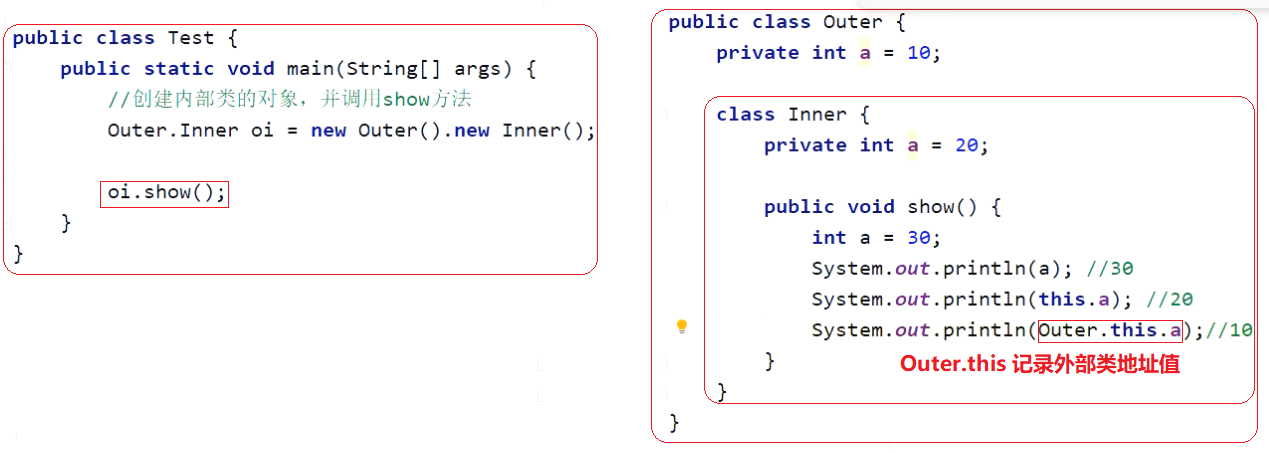 public class Test {
    public static void main(String[] args) {
        //创建内部类的对象，并调用show方法
        Outer.Inner oi = new Outer().new Inner();
        oi.show();
    }
}
public class Outer {
    private int a = 10;
    class Inner {
        private int a = 20;
        public void show() {
            int a = 30;
            System.out.println(a); //30
            System.out.println(this.a); //20
            System.out.println(Outer.this.a);//10
Outer.this 记录外部类地址值
        }
    }
}